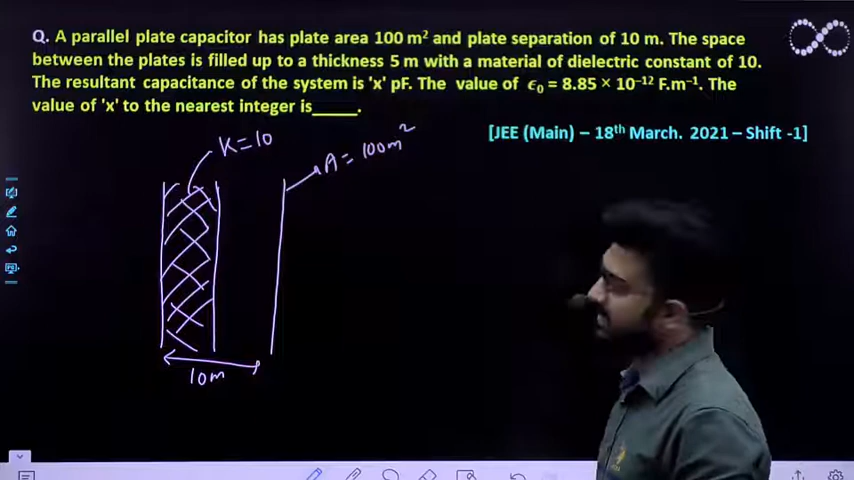 Q. A parallel plate capacitor has plate area 100 m² and plate separation of 10 m. The space
between the plates is filled up to a thickness 5 m with a material of dielectric constant of 10.
The resultant capacitance of the system is 'x' pF. The value of ϵ₀ = 8.85 × 10⁻¹² F.m⁻¹. The
value of 'x' to the nearest integer is_____.
[JEE (Main) – 18ᵗʰ March. 2021 – Shift -1]
K=10
A = 100m²
10m